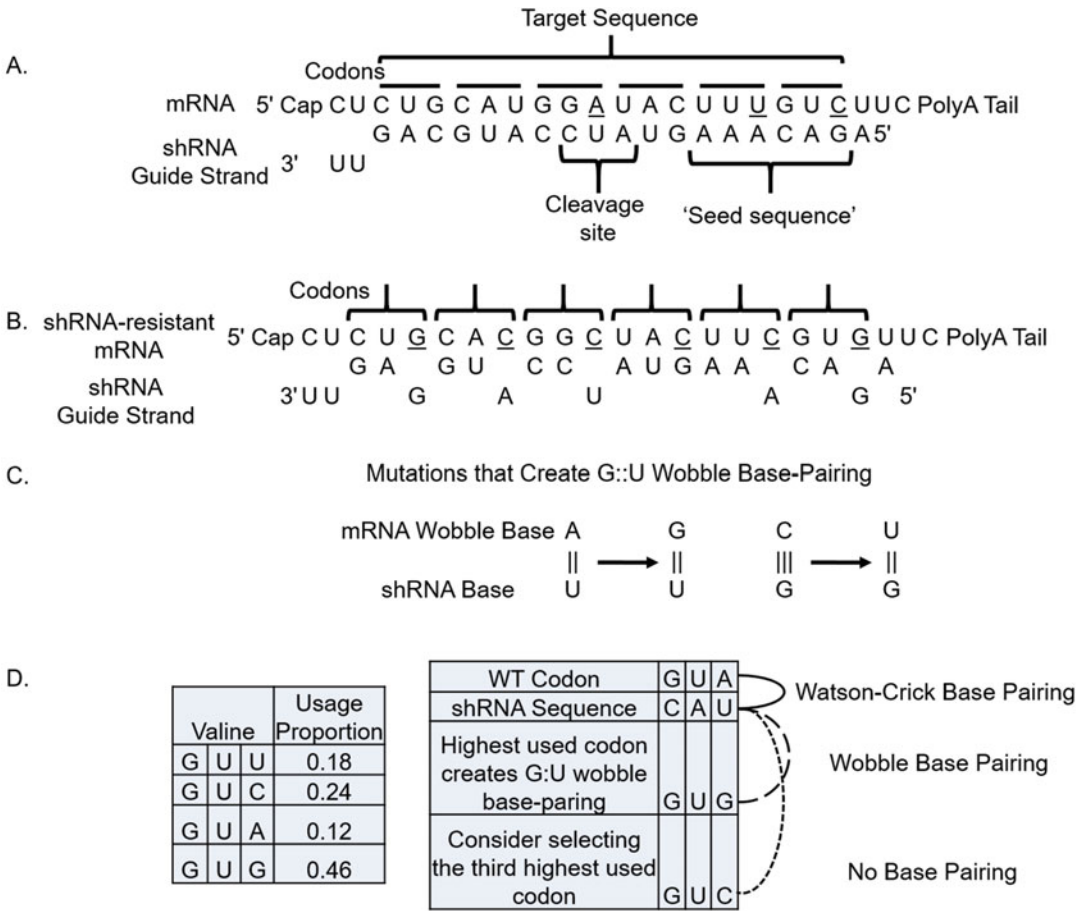 Target Sequence
A.
Codons
mRNA 5' Cap C U C U G C A U G G A U A C U U U G U C U U C PolyA Tail
G A C G U A C C U A U G A A A C A G A 5'
shRNA
Guide Strand 3' U U
Cleavage
site
'Seed sequence'
Codons
B.
shRNA-resistant
mRNA
5' Cap C U C U G C A C G G C U A C U U C G U G U U C PolyA Tail
G A G U C C A U G A A C A A
shRNA
Guide Strand
3' U U G A U A G 5'
C.
Mutations that Create G::U Wobble Base-Pairing
mRNA Wobble Base A G C U
shRNA Base U U G G
D.
Valine
Usage
Proportion
G U U 0.18
G U C 0.24
G U A 0.12
G U G 0.46
WT Codon G U A
shRNA Sequence C A U
Highest used codon
creates G:U wobble
base-paring G U G
Consider selecting
the third highest used
codon G U C
Watson-Crick Base Pairing
Wobble Base Pairing
No Base Pairing